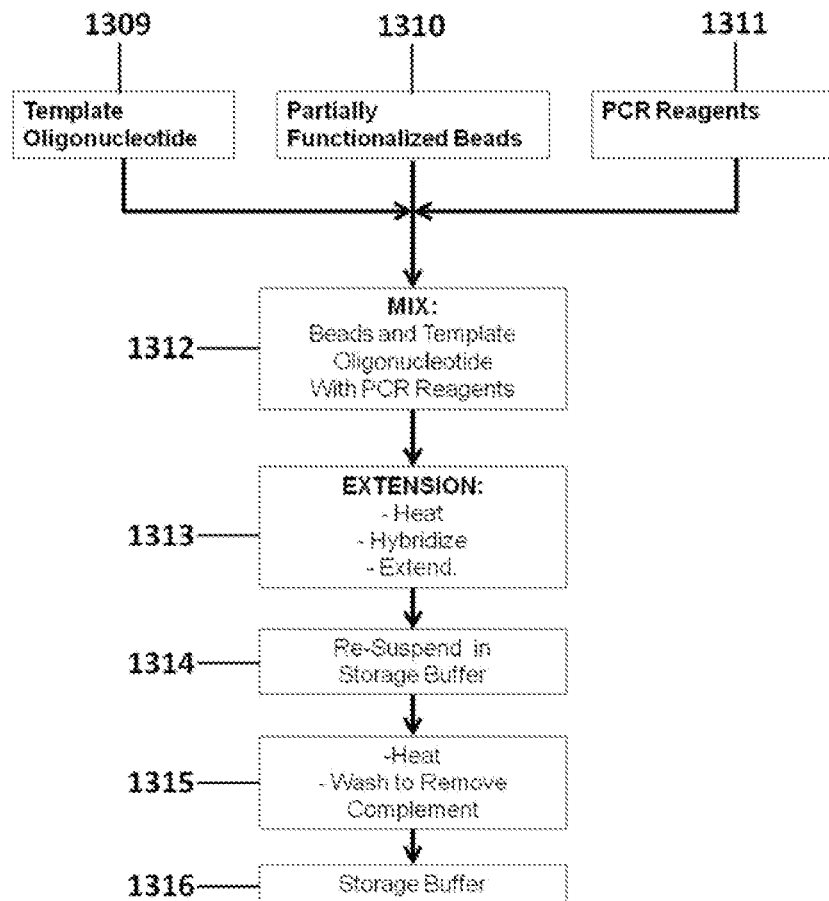 1309
1310
1311
Template
Oligonucleotide
Partially
Functionalized Beads
PCR Reagents
1312
MIX:
Beads and Template
Oligonucleotide
With PCR Reagents
1313
EXTENSION:
- Heat
- Hybridize
- Extend.
1314
Re-Suspend in
Storage Buffer
1315
-Heat
- Wash to Remove
Complement
1316
Storage Buffer